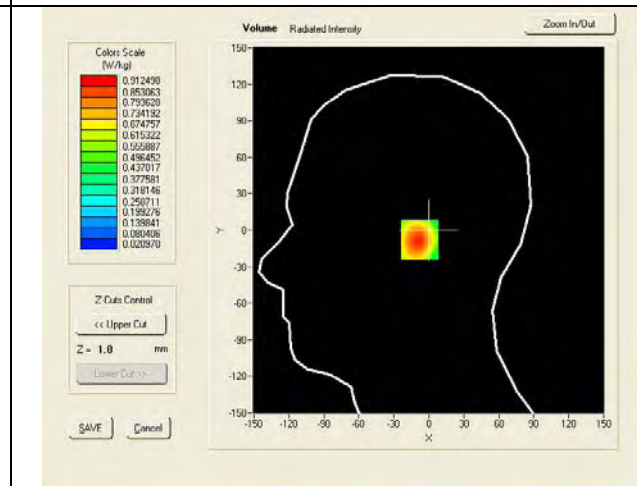 Volume Radiated Intensity
Zoom In/Out
Colors Scale
(W/kg)
0.912498
0.853063
0.793628
0.734192
0.674757
0.615322
0.555887
0.496452
0.437017
0.377581
0.318146
0.258711
0.199276
0.139841
0.080406
0.020970
Z-Cuts Control
<< Upper Cut
Z = 1.8 mm
Lower Cut >>
SAVE Cancel
150
120
90
60
30
0
-30
-60
-90
-120
-150
Y
-150 -120 -90 -60 -30 0 30 60 90 120 150
X